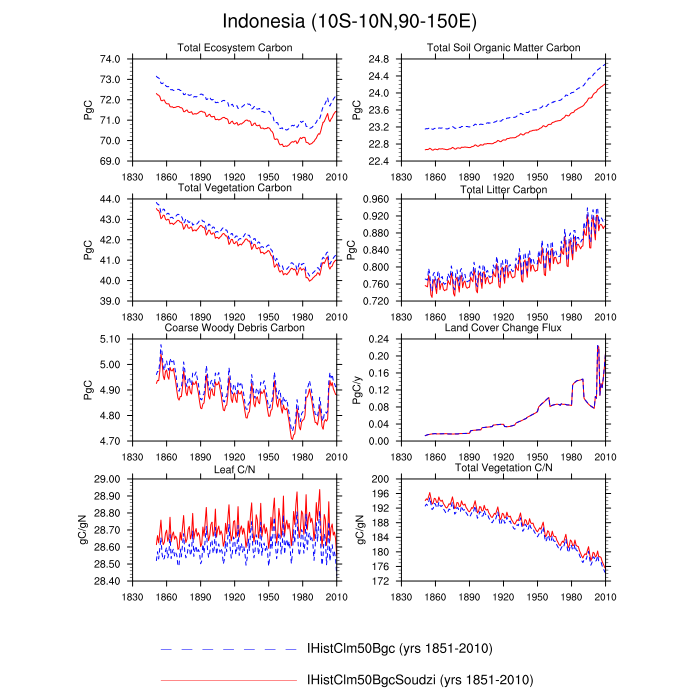 Indonesia (10S-10N,90-150E)
Total Ecosystem Carbon
74.0
73.0
72.0
71.0
70.0
69.0
PgC
1830 1860 1890 1920 1950 1980 2010
Total Soil Organic Matter Carbon
24.8
24.4
24.0
23.6
23.2
22.8
22.4
PgC
1830 1860 1890 1920 1950 1980 2010
Total Vegetation Carbon
44.0
43.0
42.0
41.0
40.0
39.0
PgC
1830 1860 1890 1920 1950 1980 2010
Total Litter Carbon
0.960
0.900
0.840
0.800
0.760
0.720
PgC
1830 1860 1890 1920 1950 1980 2010
Coarse Woody Debris Carbon
5.10
5.00
4.90
4.80
4.70
PgC
1830 1860 1890 1920 1950 1980 2010
Land Cover Change Flux
0.24
0.20
0.16
0.12
0.08
0.04
0.00
PgC/y
1830 1860 1890 1920 1950 1980 2010
Leaf C/N
29.00
28.90
28.80
28.70
28.60
28.50
28.40
gC/gN
1830 1860 1890 1920 1950 1980 2010
Total Vegetation C/N
200
196
192
188
184
180
176
172
gC/gN
1830 1860 1890 1920 1950 1980 2010
IHistClm50Bgc (yrs 1851-2010)
IHistClm50BgcSoudzi (yrs 1851-2010)